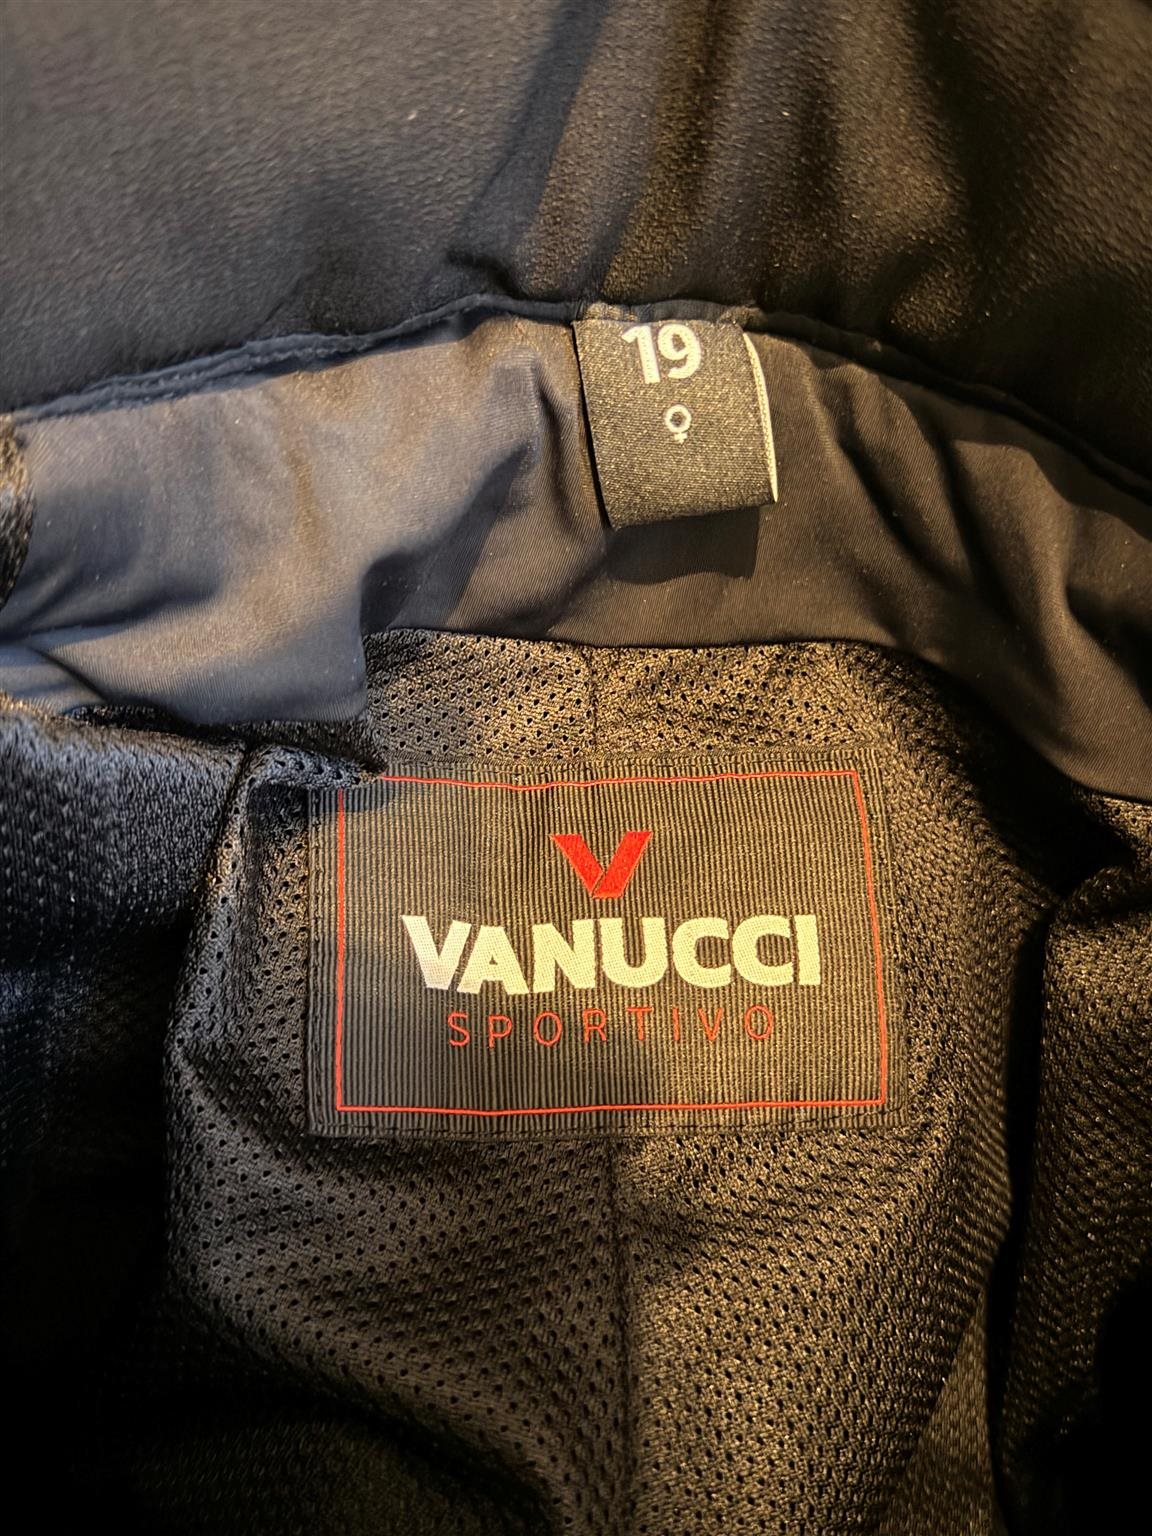 19
VANUCCI
SPORTIVO